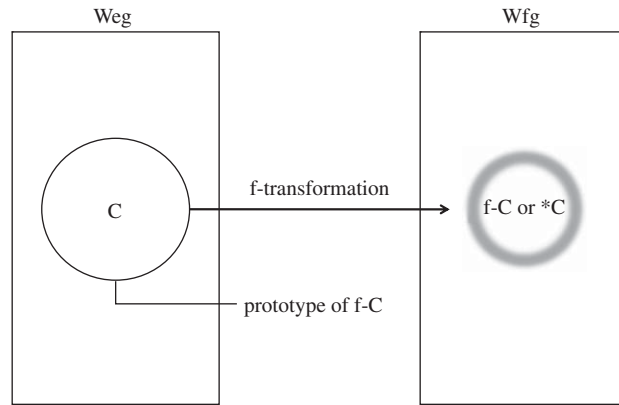 Weg
Wfg
f-transformation
C
f-C or *C
prototype of f-C